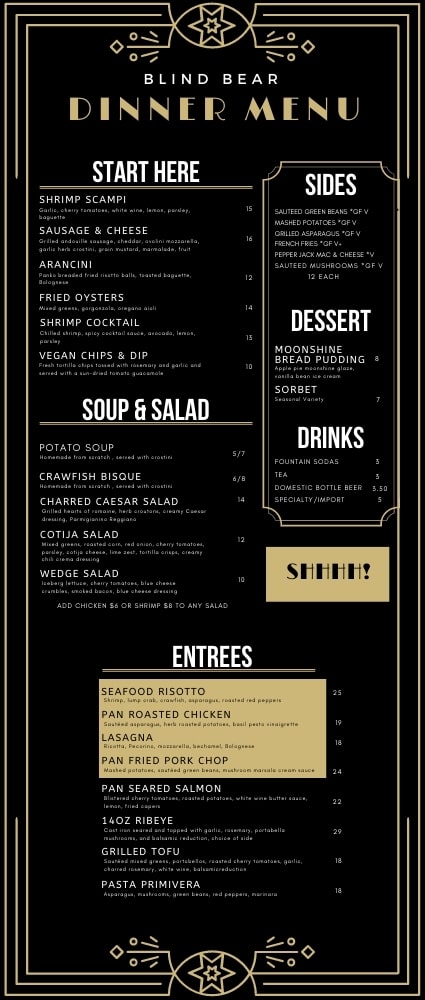 BLIND BEAR
DINNER MENU
START HERE
SHRIMP SCAMPI
Garlic, cherry tomatoes, white wine, lemon, parsley,
baguette
15
SAUSAGE & CHEESE
Grilled andouille sausage, cheddar, ovolini mozzarella,
garlic herb crostini, grain mustard, marmalade, fruit
16
ARANCINI
Panko breaded fried risotto balls, toasted baguette,
Bolognese
12
FRIED OYSTERS
Mixed greens, gorgonzola, oregano aioli
14
SHRIMP COCKTAIL
Chilled shrimp, spicy cocktail sauce, avocado, lemon,
parsley
13
VEGAN CHIPS & DIP
Fresh tortilla chips tossed with rosemary and garlic and
served with a sun-dried tomato guacamole
10
SOUP & SALAD
POTATO SOUP
Homemade from scratch , served with crostini
5/7
CRAWFISH BISQUE
Homemade from scratch , served with crostini
6/8
CHARRED CAESAR SALAD
Grilled hearts of romaine, herb croutons, creamy Caesar
dressing, Parmigianino Reggiano
14
COTIJA SALAD
Mixed greens, roasted corn, red onion, cherry tomatoes,
parsley, cotija cheese, lime zest, tortilla crisps, creamy
chili crema dressing
12
WEDGE SALAD
Iceberg lettuce, cherry tomatoes, blue cheese
crumbles, smoked bacon, blue cheese dressing
10
ADD CHICKEN $6 OR SHRIMP $8 TO ANY SALAD
SIDES
SAUTEED GREEN BEANS *GF V
MASHED POTATOES *GF V
GRILLED ASPARAGUS *GF V
FRENCH FRIES *GF V+
PEPPER JACK MAC & CHEESE *V
SAUTEED MUSHROOMS *GF V
12 EACH
DESSERT
MOONSHINE
BREAD PUDDING 8
Apple pie moonshine glaze,
vanilla bean ice cream
SORBET
Seasonal Variety 7
DRINKS
FOUNTAIN SODAS 3
TEA 3
DOMESTIC BOTTLE BEER 3.50
SPECIALTY/IMPORT 5
SHHHH!
ENTREES
SEAFOOD RISOTTO 25
Shrimp, lump crab, crawfish, asparagus, roasted red peppers
PAN ROASTED CHICKEN
Sautéed asparagus, herb roasted potatoes, basil pesto vinaigrette 19
LASAGNA 18
Ricotta, Pecorino, mozzarella, bechamel, Bolognese
PAN FRIED PORK CHOP
Mashed potatoes, sautéed green beans, mushroom marsala cream sauce 24
PAN SEARED SALMON
Blistered cherry tomatoes, roasted potatoes, white wine butter sauce,
lemon, fried capers
22
14OZ RIBEYE
Cast iron seared and topped with garlic, rosemary, portabella
mushrooms, and balsamic reduction, choice of side
29
GRILLED TOFU
Sautéed mixed greens, portobellos, roasted cherry tomatoes, garlic,
charred rosemary, white wine, balsamicreduction
18
PASTA PRIMIVERA
Asparagus, mushrooms, green beans, red peppers, marinara
18